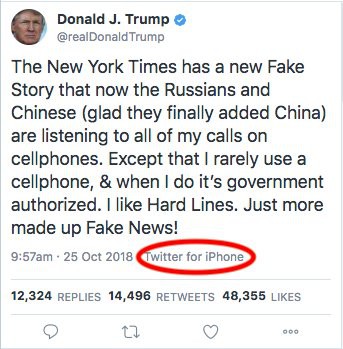 Donald J. Trump
@realDonaldTrump
The New York Times has a new Fake
Story that now the Russians and
Chinese (glad they finally added China)
are listening to all of my calls on
cellphones. Except that I rarely use a
cellphone, & when I do it's government
authorized. I like Hard Lines. Just more
made up Fake News!
9:57am · 25 Oct 2018 Twitter for iPhone
12,324 REPLIES 14,496 RETWEETS 48,355 LIKES